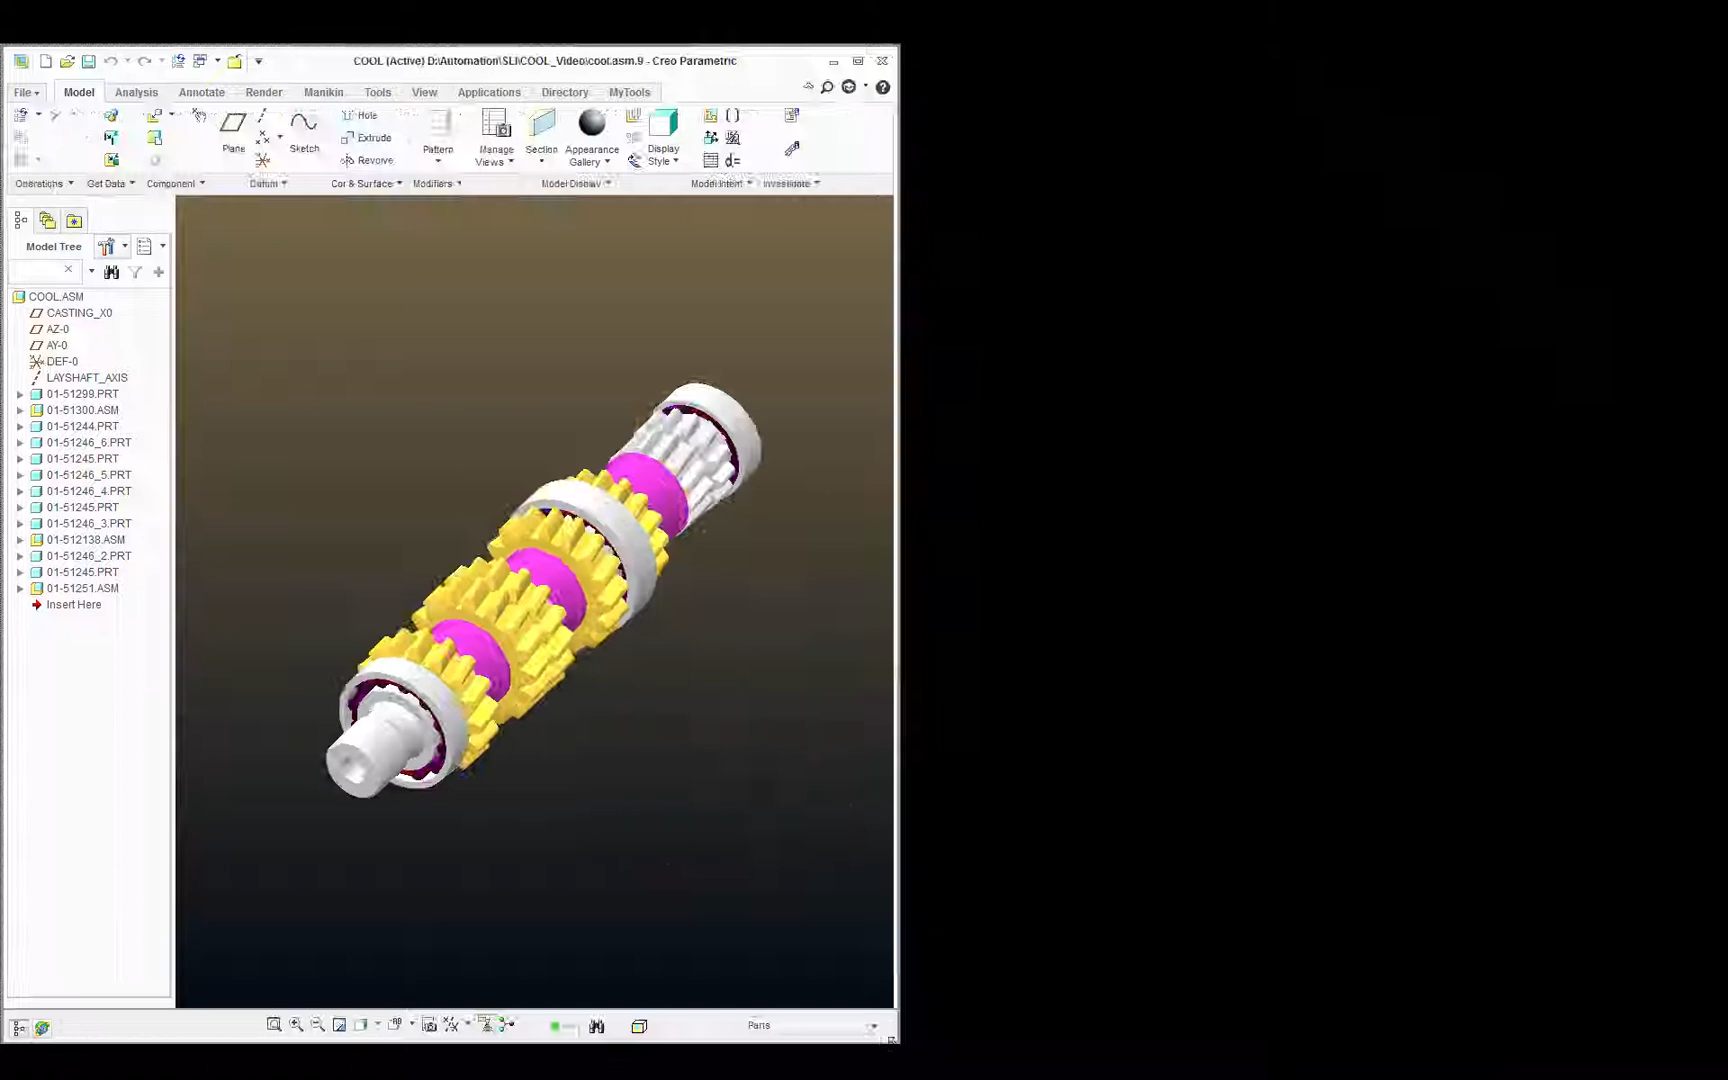 COOL (Active) D:\Automation\SLI\COOL_Video\cool.asm.9 - Creo Parametric
File Model Analysis Annotate Render Manikin Tools View Applications Directory MyTools
Hole
Extrude
Revolve
Plane
Sketch
Pattern
Manage Views
Section
Appearance Gallery
Display Style
d=
Operations Get Data Component Datum Cut & Surface Modifiers Model Display Model Intent Investigate
Model Tree
COOL.ASM
CASTING_X0
AZ-0
AY-0
DEF-0
LAYSHAFT_AXIS
01-51299.PRT
01-51300.ASM
01-51244.PRT
01-51246_6.PRT
01-51245.PRT
01-51246_5.PRT
01-51246_4.PRT
01-51245.PRT
01-51246_3.PRT
01-512138.ASM
01-51246_2.PRT
01-51245.PRT
01-51251.ASM
Insert Here
Parts